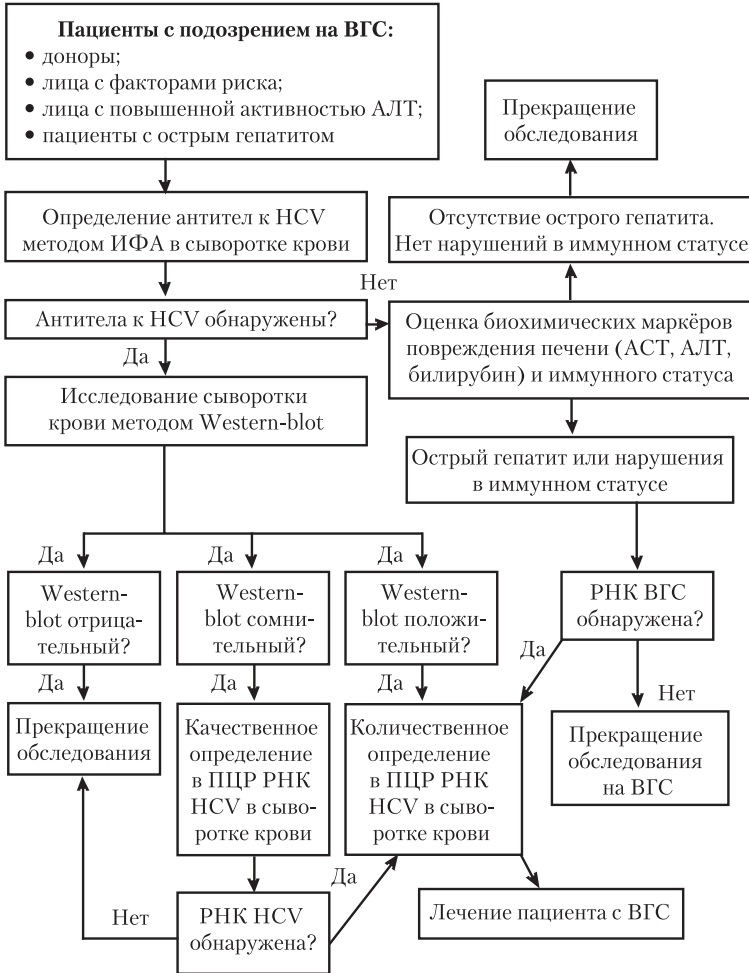 Пациенты с подозрением на ВГС:
• доноры;
• лица с факторами риска;
• лица с повышенной активностью АЛТ;
• пациенты с острым гепатитом
Прекращение
обследования
Определение антител к HCV
методом ИФА в сыворотке крови
Отсутствие острого гепатита.
Нет нарушений в иммунном статусе
Нет
Антитела к HCV обнаружены?
Оценка биохимических маркёров
повреждения печени (АСТ, АЛТ,
билирубин) и иммунного статуса
Да
Исследование сыворотки
крови методом Western-blot
Острый гепатит или нарушения
в иммунном статусе
Да
Да
Да
Western-
blot отрица-
тельный?
Western-
blot сомни-
тельный?
Western-
blot положи-
тельный?
РНК ВГС
обнаружена?
Да
Да
Да
Да
Нет
Прекращение
обследования
Качественное
определение
в ПЦР РНК
HCV в сыво-
ротке крови
Количественное
определение
в ПЦР РНК
HCV в сыво-
ротке крови
Прекращение
обследования
на ВГС
Да
Нет
РНК HCV
обнаружена?
Лечение пациента с ВГС